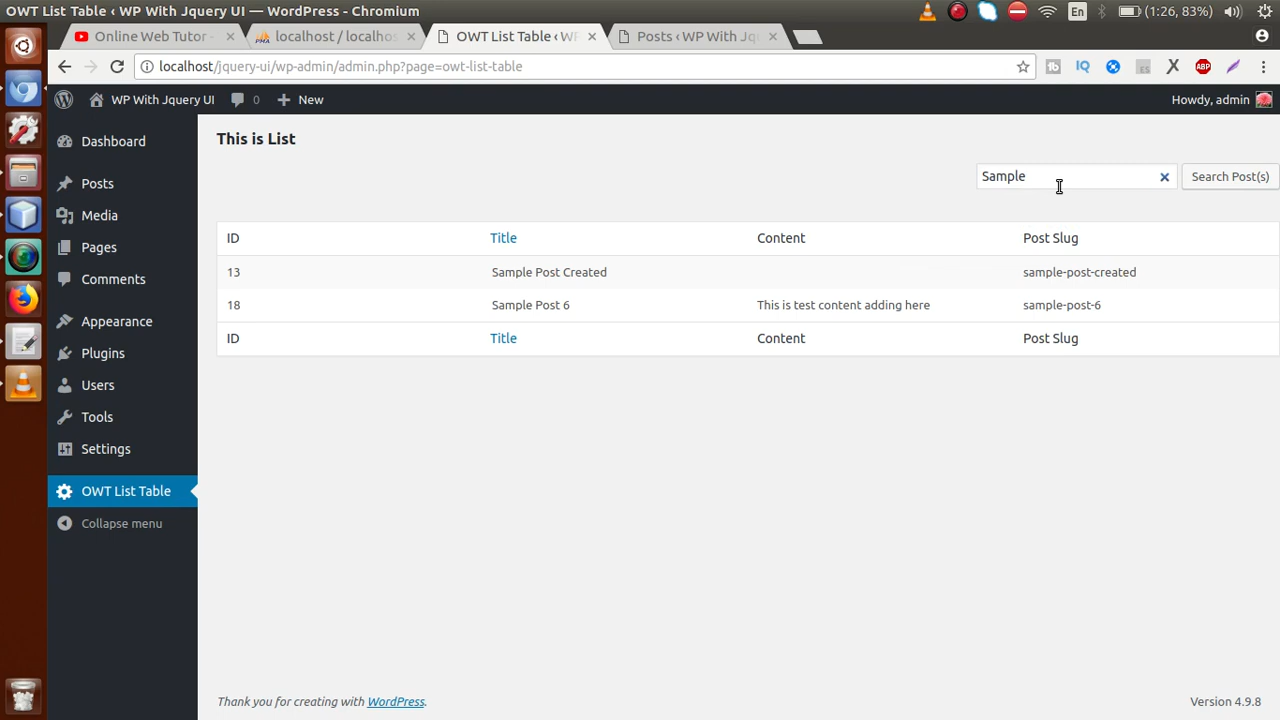 OWT List Table ‹ WP With Jquery UI — WordPress - Chromium
En (1:26, 83%)
Online Web Tutor - localhost / localhos OWT List Table ‹ WP Posts ‹ WP With Jqu
localhost/jquery-ui/wp-admin/admin.php?page=owt-list-table
IQ ABP
WP With Jquery UI 0 New Howdy, admin
Dashboard
Posts
Media
Pages
Comments
Appearance
Plugins
Users
Tools
Settings
OWT List Table
Collapse menu
This is List
Sample Search Post(s)
ID Title Content Post Slug
13 Sample Post Created sample-post-created
18 Sample Post 6 This is test content adding here sample-post-6
ID Title Content Post Slug
Thank you for creating with WordPress. Version 4.9.8